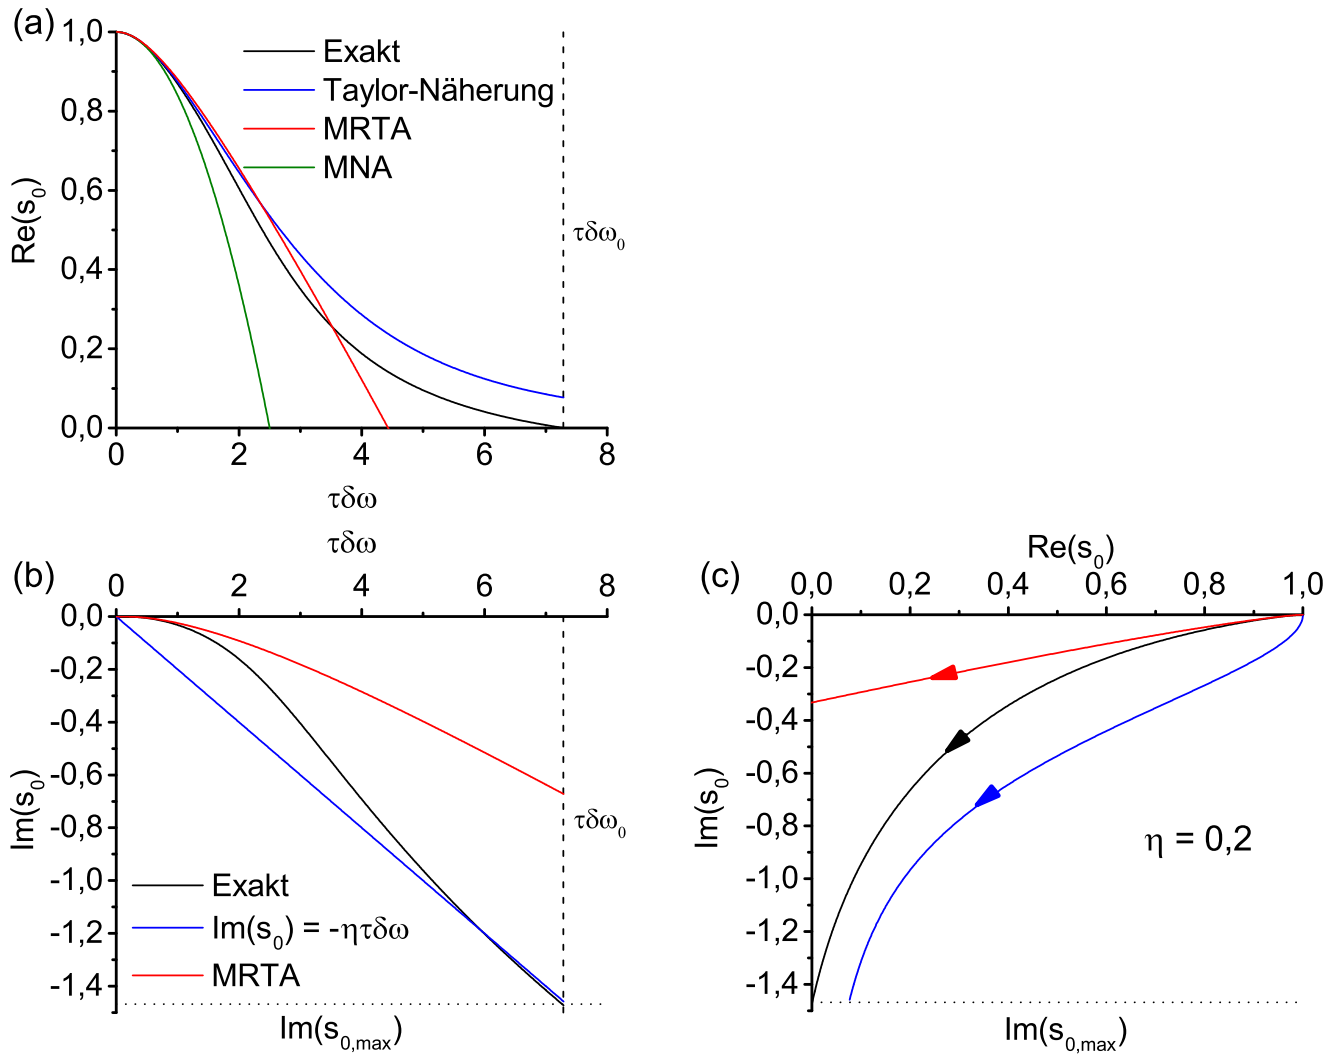 (a)
1,0
0,8
0,6
0,4
0,2
0,0
Re(s₀)
Exakt
Taylor-Näherung
MRTA
MNA
τδω₀
0 2 4 6 8
τδω
τδω
(b)
0 2 4 6 8
0,0
-0,2
-0,4
-0,6
-0,8
-1,0
-1,2
-1,4
Im(s₀)
τδω₀
Exakt
Im(s₀) = -ητδω
MRTA
Im(s₀,max)
(c)
Re(s₀)
0,0 0,2 0,4 0,6 0,8 1,0
0,0
-0,2
-0,4
-0,6
-0,8
-1,0
-1,2
-1,4
Im(s₀)
η = 0,2
Im(s₀,max)